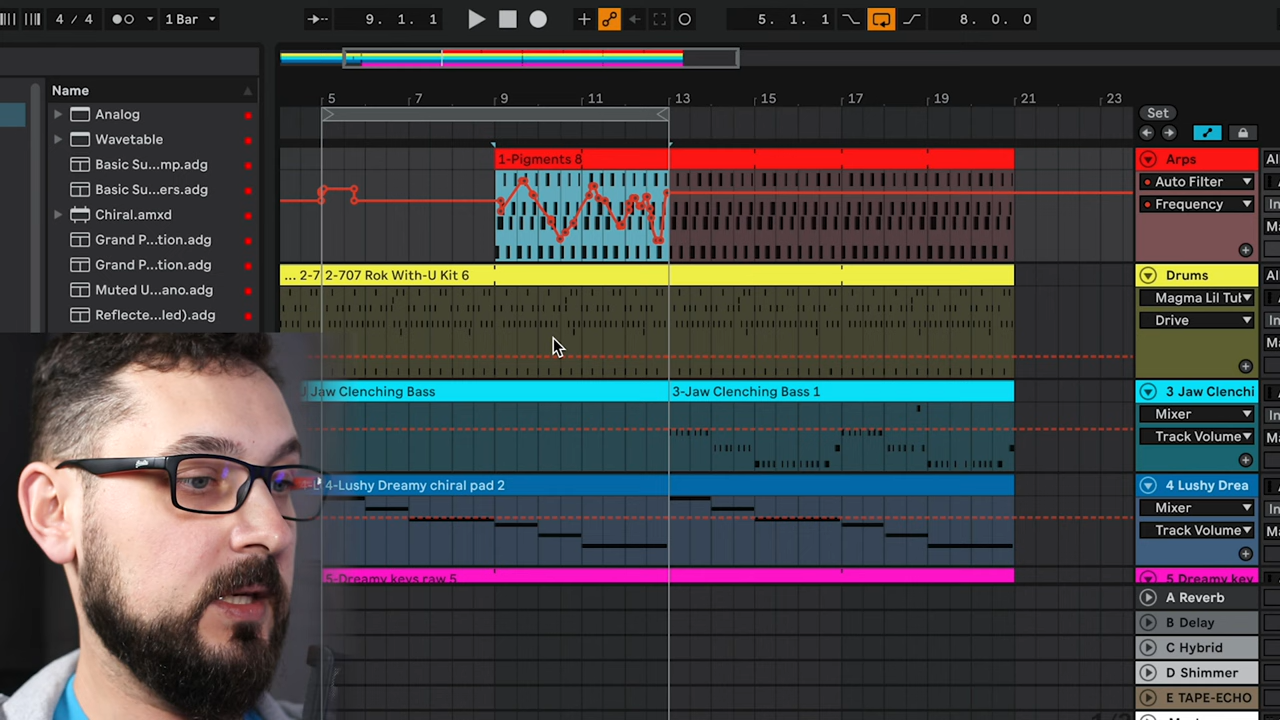 4 / 4 1 Bar 9. 1. 1 5. 1. 1 8. 0. 0
Name
Analog
Wavetable
Basic Su...mp.adg
Basic Su...ers.adg
Chiral.amxd
Grand P...tion.adg
Grand P...tion.adg
Muted U...ano.adg
Reflecte...led).adg
5 7 9 11 13 15 17 19 21 23
Set
1-Pigments 8
Arps
Auto Filter
Frequency
... 2-7 2-707 Rok With-U Kit 6
Drums
Magma Lil Tul
Drive
Jaw Clenching Bass
3-Jaw Clenching Bass 1
3 Jaw Clenchi
Mixer
Track Volume
4-Lushy Dreamy chiral pad 2
4 Lushy Drea
Mixer
Track Volume
5-Dreamy keys raw 5
5 Dreamy key
A Reverb
B Delay
C Hybrid
D Shimmer
E TAPE-ECHO